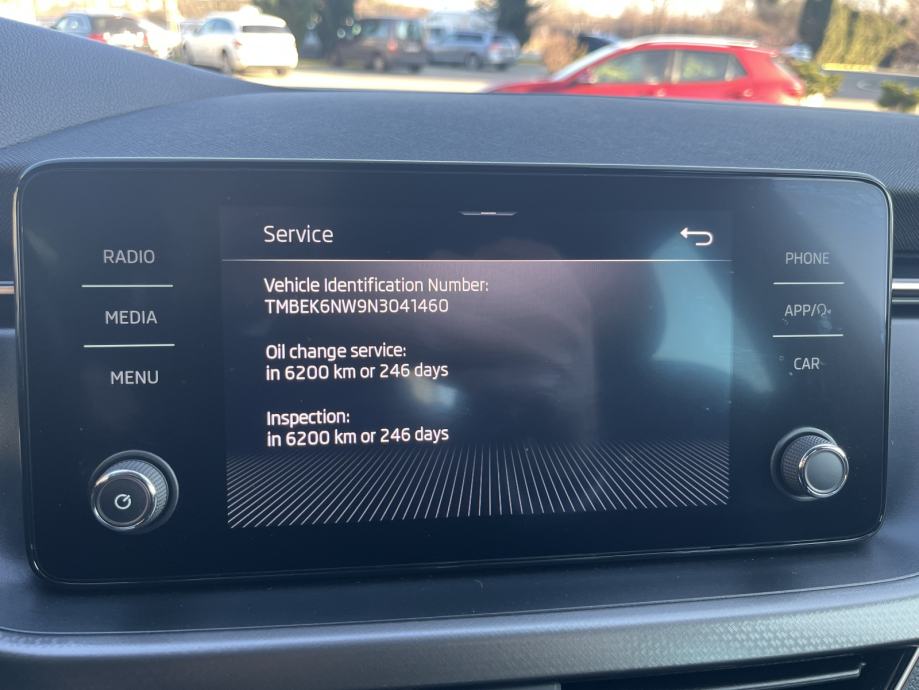 Service
RADIO
MEDIA
MENU
Vehicle Identification Number:
TMBEK6NW9N3041460
Oil change service:
in 6200 km or 246 days
Inspection:
in 6200 km or 246 days
PHONE
APP/
CAR